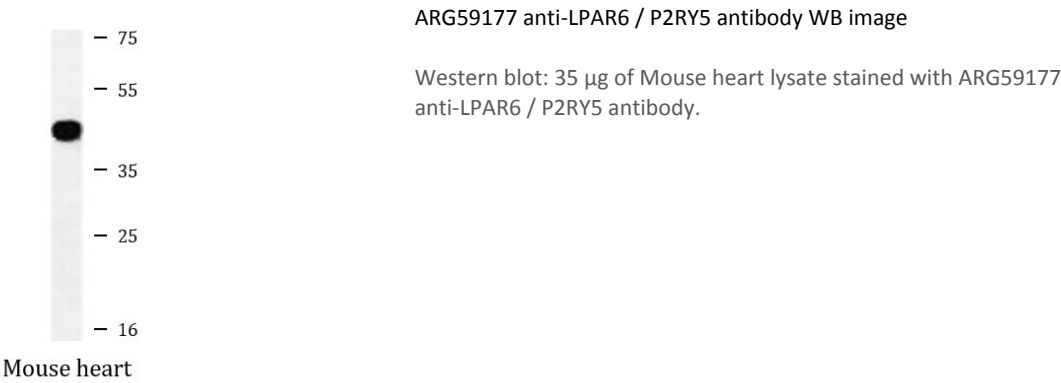 — 75
— 55
— 35
— 25
— 16
Mouse heart
ARG59177 anti-LPAR6 / P2RY5 antibody WB image
Western blot: 35 µg of Mouse heart lysate stained with ARG59177
anti-LPAR6 / P2RY5 antibody.